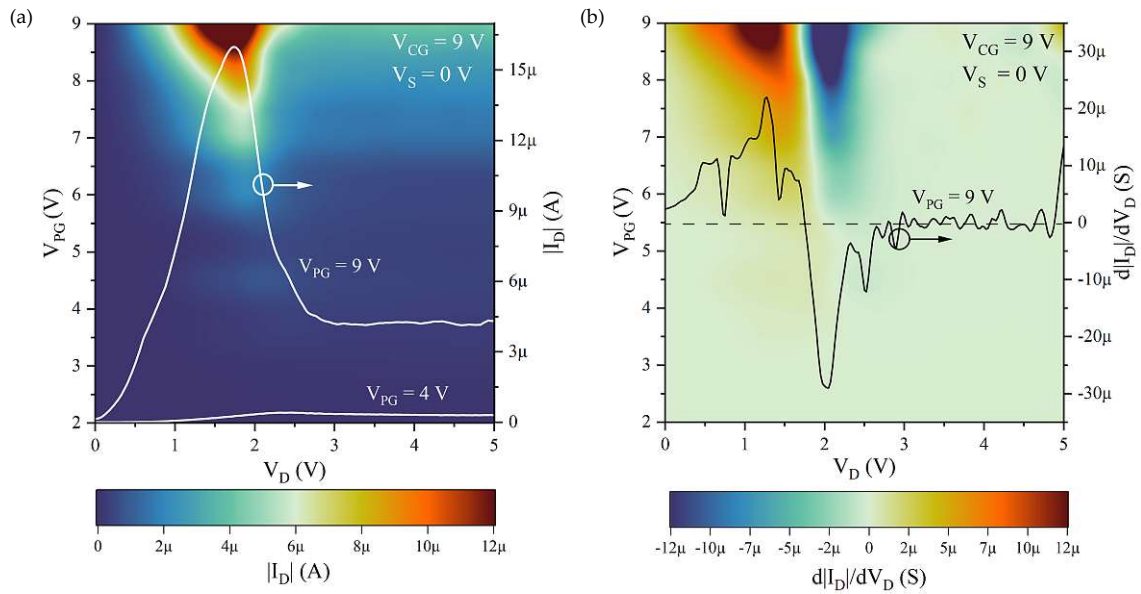 (a)
9
8
7
6
5
4
3
2
V_PG (V)
V_CG = 9 V
V_S = 0 V
V_PG = 9 V
V_PG = 4 V
15µ
12µ
9µ
6µ
3µ
0
|I_D| (A)
0 1 2 3 4 5
V_D (V)
0 2µ 4µ 6µ 8µ 10µ 12µ
|I_D| (A)
(b)
9
8
7
6
5
4
3
2
V_PG (V)
V_CG = 9 V
V_S = 0 V
V_PG = 9 V
30µ
20µ
10µ
0
-10µ
-20µ
-30µ
d|I_D|/dV_D (S)
0 1 2 3 4 5
V_D (V)
-12µ -10µ -7µ -5µ -2µ 0 2µ 5µ 7µ 10µ 12µ
d|I_D|/dV_D (S)